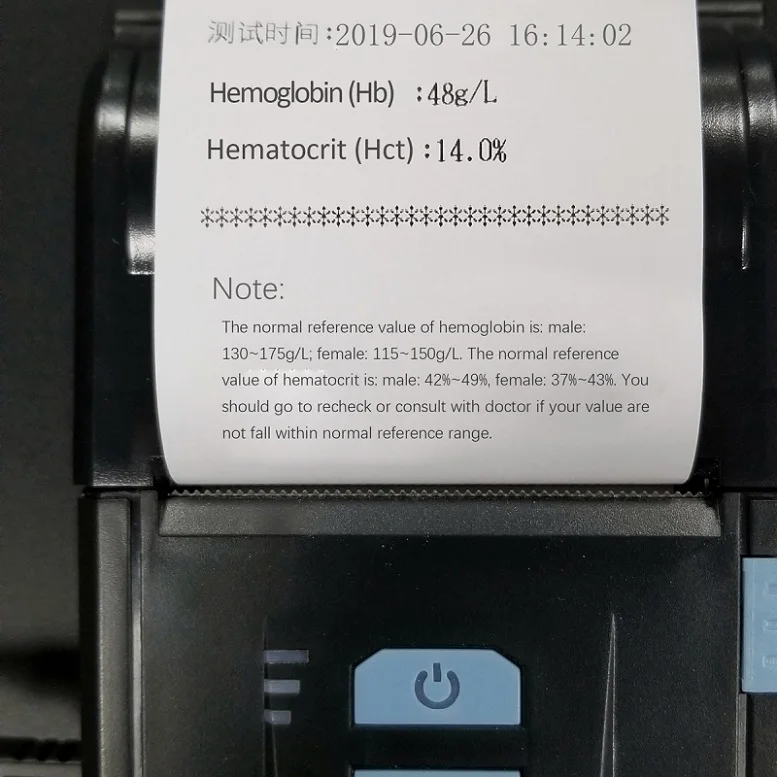 测试时间:2019-06-26 16:14:02
Hemoglobin (Hb) :48g/L
Hematocrit (Hct) :14.0%
********************************
Note:
The normal reference value of hemoglobin is: male:
130~175g/L; female: 115~150g/L. The normal reference
value of hematocrit is: male: 42%~49%, female: 37%~43%. You
should go to recheck or consult with doctor if your value are
not fall within normal reference range.